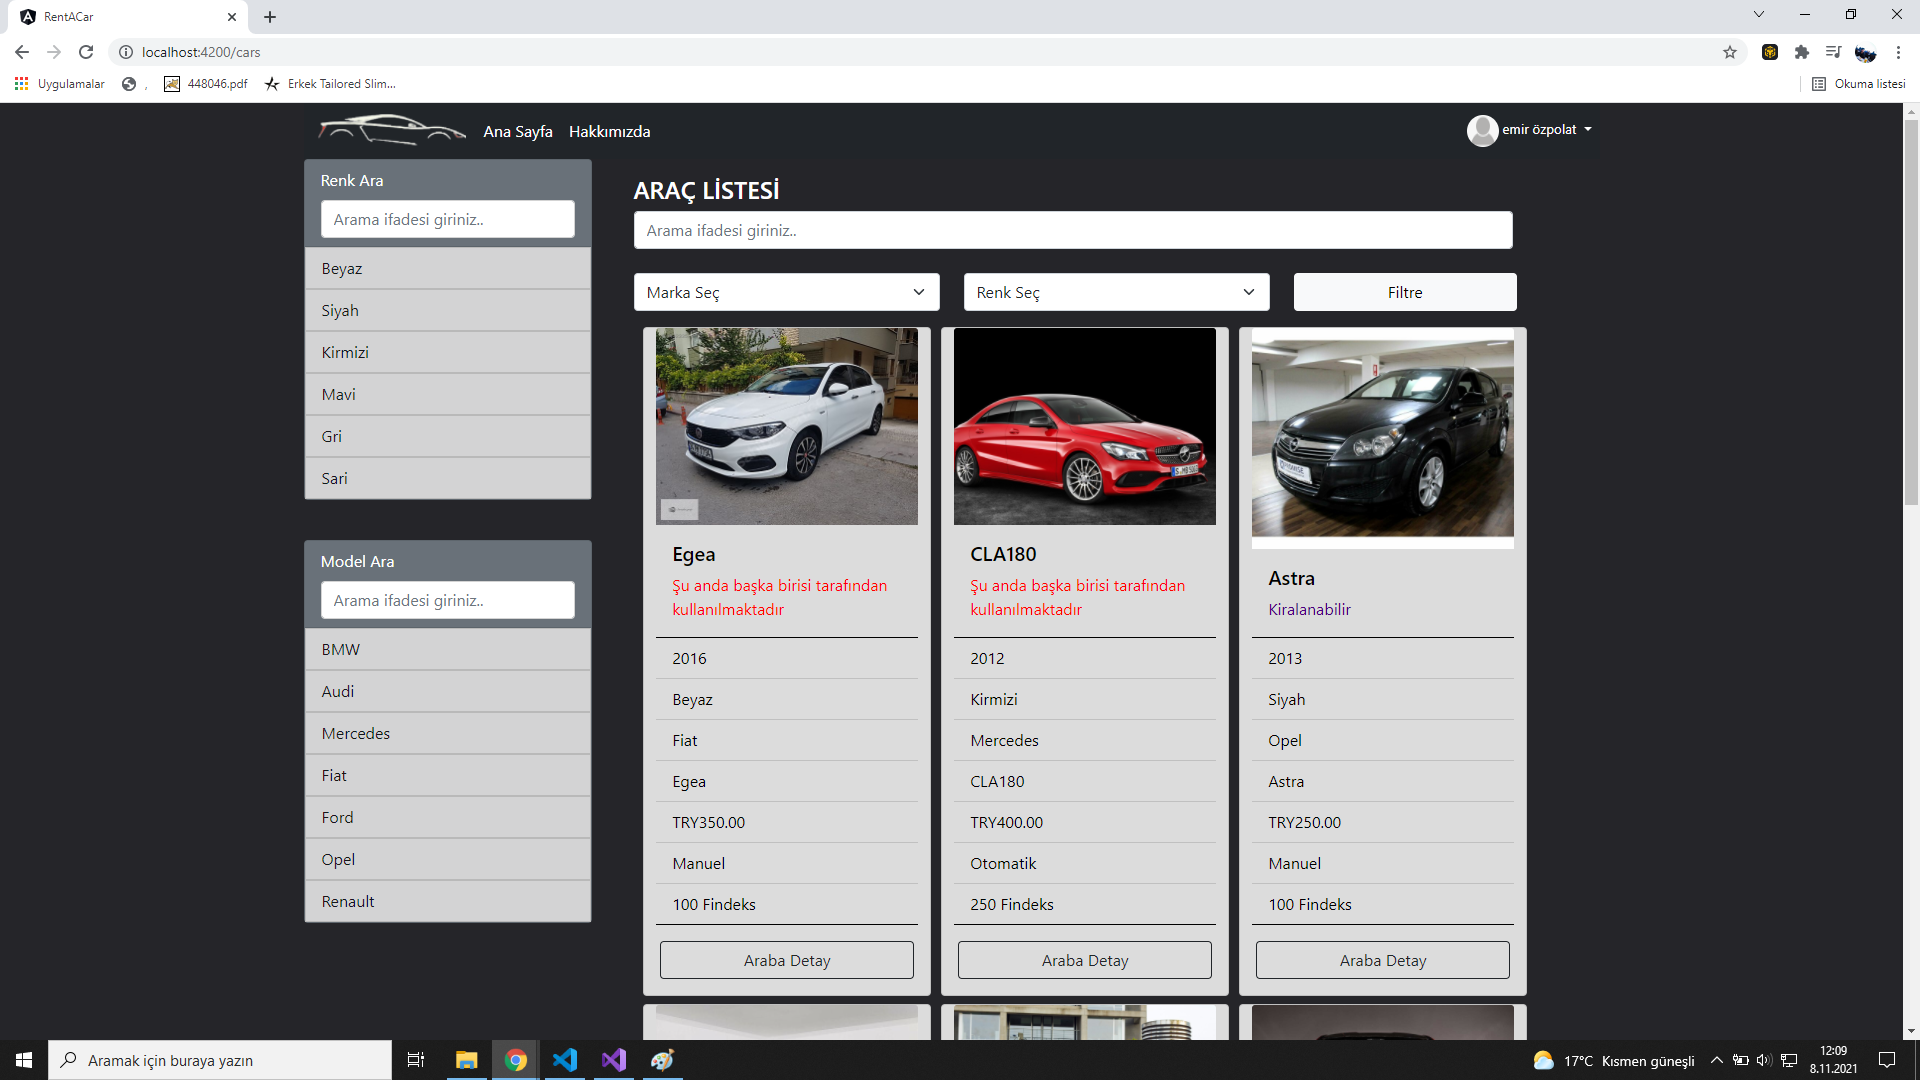 RentACar
localhost:4200/cars
Uygulamalar
,
448046.pdf
Erkek Tailored Slim...
Okuma listesi
Ana Sayfa
Hakkımızda
emir özpolat
Renk Ara
Arama ifadesi giriniz..
Beyaz
Siyah
Kirmizi
Mavi
Gri
Sari
Model Ara
Arama ifadesi giriniz..
BMW
Audi
Mercedes
Fiat
Ford
Opel
Renault
ARAÇ LİSTESİ
Arama ifadesi giriniz..
Marka Seç
Renk Seç
Filtre
Egea
Şu anda başka birisi tarafından
kullanılmaktadır
2016
Beyaz
Fiat
Egea
TRY350.00
Manuel
100 Findeks
Araba Detay
CLA180
Şu anda başka birisi tarafından
kullanılmaktadır
2012
Kirmizi
Mercedes
CLA180
TRY400.00
Otomatik
250 Findeks
Araba Detay
Astra
Kiralanabilir
2013
Siyah
Opel
Astra
TRY250.00
Manuel
100 Findeks
Araba Detay
Aramak için buraya yazın
17°C Kısmen güneşli
12:09
8.11.2021